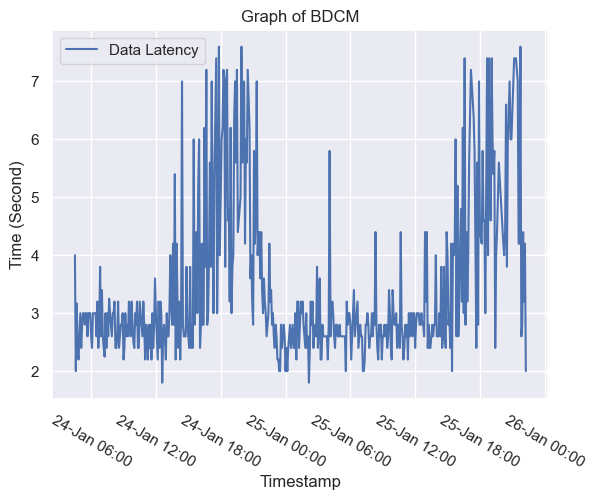 Graph of BDCM
Data Latency
Time (Second)
7
6
5
4
3
2
24-Jan 06:00
24-Jan 12:00
24-Jan 18:00
25-Jan 00:00
25-Jan 06:00
25-Jan 12:00
25-Jan 18:00
26-Jan 00:00
Timestamp